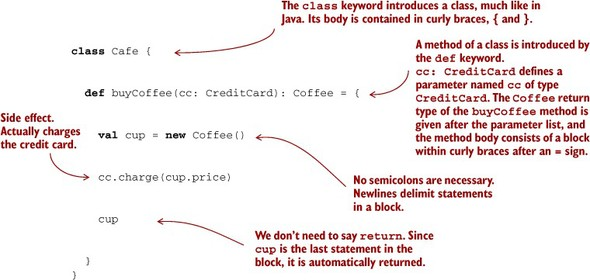 The class keyword introduces a class, much like in
Java. Its body is contained in curly braces, { and }.
class Cafe {
A method of a class is introduced by
the def keyword.
cc: CreditCard defines a
parameter named cc of type
CreditCard. The Coffee return
type of the buyCoffee method is
given after the parameter list, and
the method body consists of a block
within curly braces after an = sign.
def buyCoffee(cc: CreditCard): Coffee = {
Side effect.
Actually charges
the credit card.
val cup = new Coffee()
No semicolons are necessary.
Newlines delimit statements
in a block.
cc.charge(cup.price)
cup
We don't need to say return. Since
cup is the last statement in the
block, it is automatically returned.
}
}